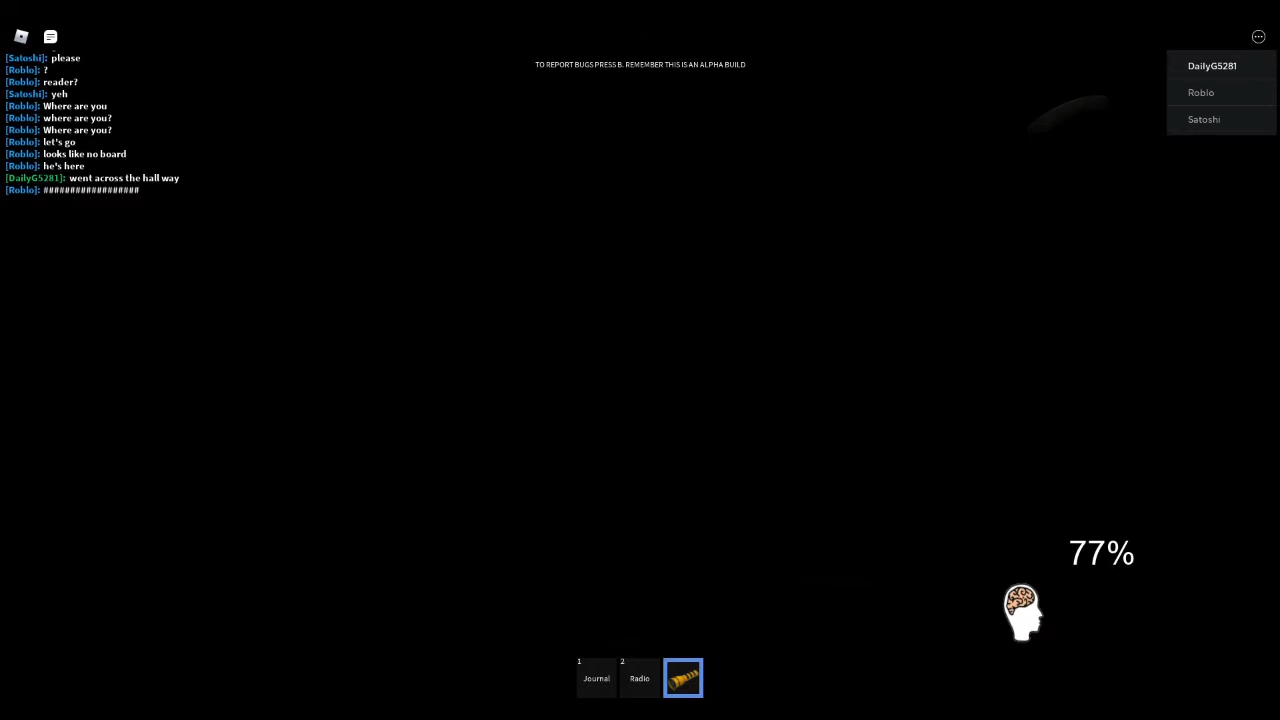 [Satoshi]: please
[Roblo]: ?
[Roblo]: reader?
[Satoshi]: yeh
[Roblo]: Where are you
[Roblo]: where are you?
[Roblo]: Where are you?
[Roblo]: let's go
[Roblo]: looks like no board
[Roblo]: he's here
[DailyG5281]: went across the hall way
[Roblo]: ##################
TO REPORT BUGS PRESS B. REMEMBER THIS IS AN ALPHA BUILD
DailyG5281
Roblo
Satoshi
77%
1
Journal
2
Radio